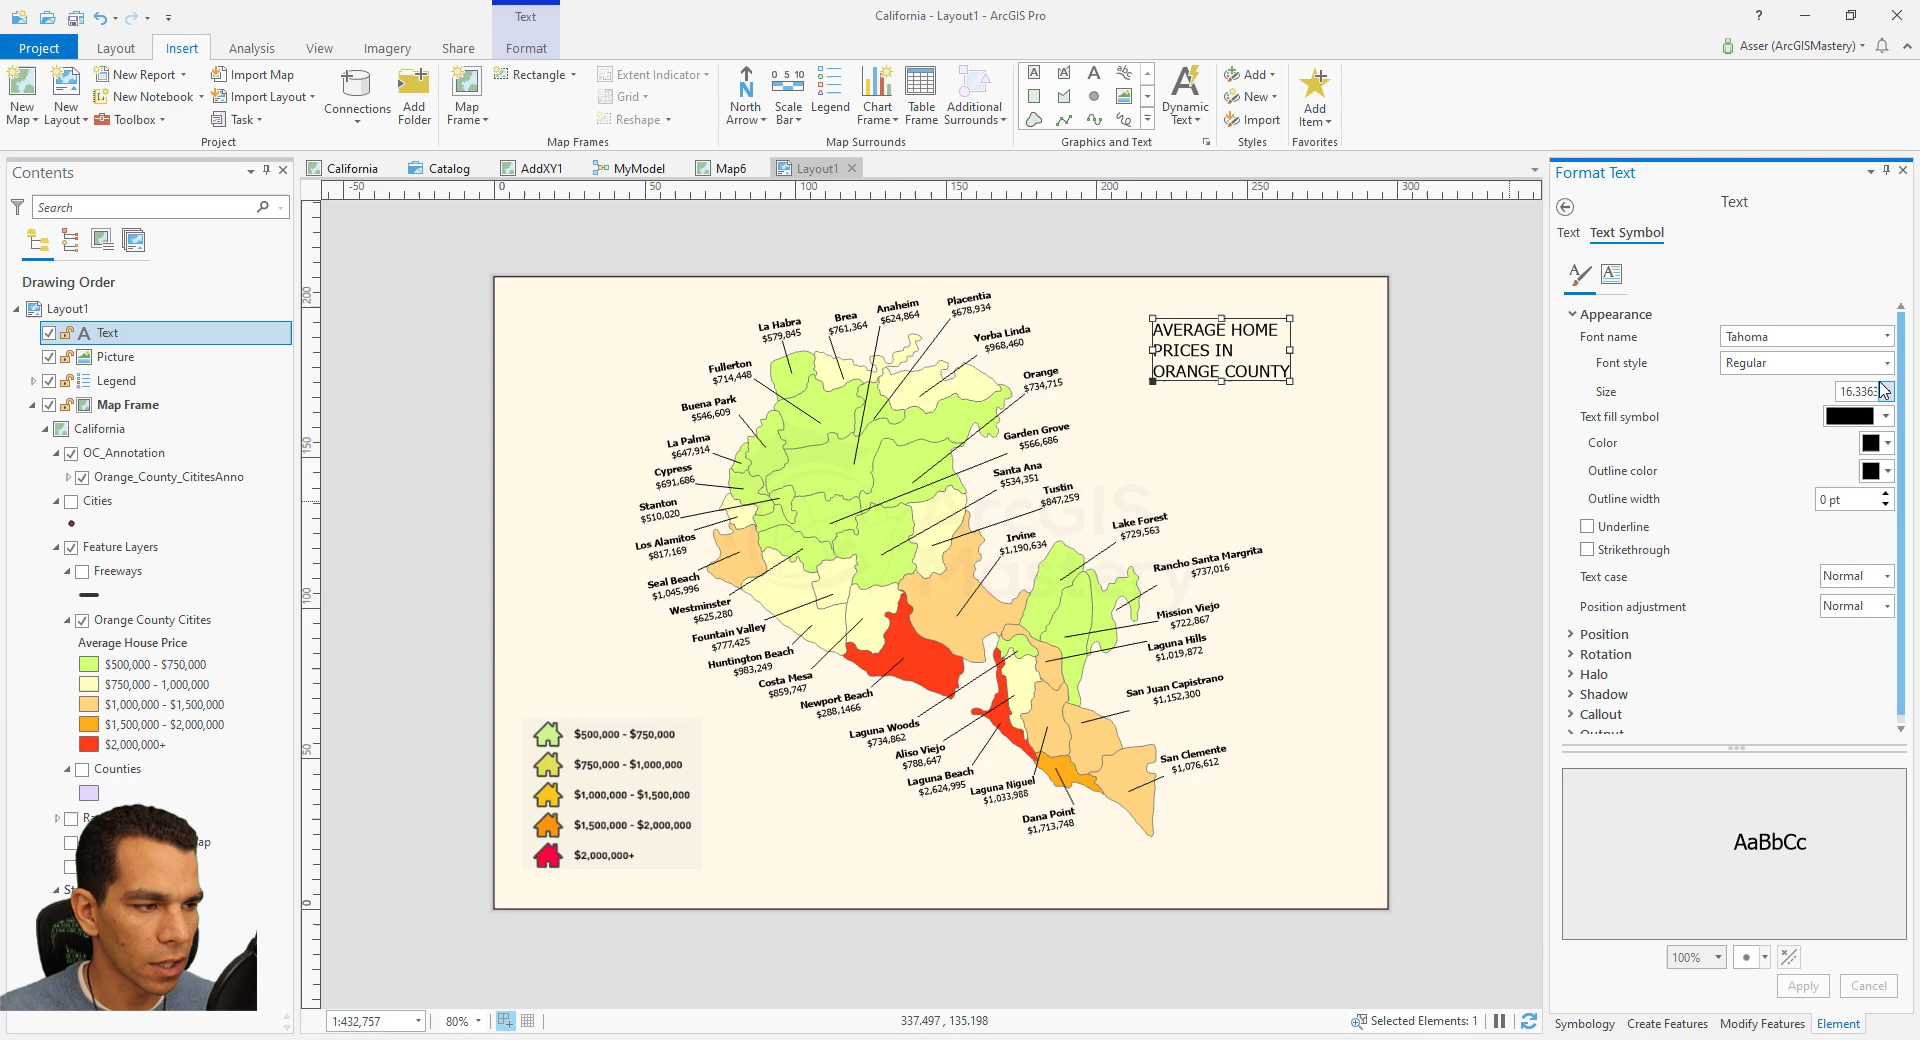 Text
California - Layout1 - ArcGIS Pro
?
Project
Layout
Insert
Analysis
View
Imagery
Share
Format
Asser (ArcGISMastery)
New Map
New Layout
New Report
New Notebook
Toolbox
Import Map
Import Layout
Task
Connections
Add Folder
Map Frame
Rectangle
Extent Indicator
Grid
Reshape
North Arrow
Scale Bar
Legend
Chart Frame
Table Frame
Additional Surrounds
Dynamic Text
Add
New
Import
Add Item
Project
Map Frames
Map Surrounds
Graphics and Text
Styles
Favorites
Contents
Search
Drawing Order
Layout1
Text
Picture
Legend
Map Frame
California
OC_Annotation
Orange_County_CititesAnno
Cities
Feature Layers
Freeways
Orange County Citites
Average House Price
$500,000 - $750,000
$750,000 - 1,000,000
$1,000,000 - $1,500,000
$1,500,000 - $2,000,000
$2,000,000+
Counties
California
Catalog
AddXY1
MyModel
Map6
Layout1
-50
0
50
100
150
200
250
300
200
150
100
50
0
La Habra
$579,845
Brea
$761,364
Anaheim
$624,864
Placentia
$678,934
Yorba Linda
$968,460
Fullerton
$714,448
Orange
$734,715
Buena Park
$546,609
Garden Grove
$566,686
La Palma
$647,914
Santa Ana
$534,351
Cypress
$691,686
Tustin
$847,259
Stanton
$510,020
Lake Forest
$729,563
Los Alamitos
$817,169
Irvine
$1,190,634
Rancho Santa Margrita
$737,016
Seal Beach
$1,045,996
Westminster
$625,280
Mission Viejo
$722,867
Fountain Valley
$777,425
Laguna Hills
$1,019,872
Huntington Beach
$983,249
Costa Mesa
$859,747
San Juan Capistrano
$1,152,300
Newport Beach
$288,1466
Laguna Woods
$734,862
Aliso Viejo
$788,647
San Clemente
$1,076,612
Laguna Beach
$2,624,995
Laguna Niguel
$1,033,988
Dana Point
$1,713,748
AVERAGE HOME
PRICES IN
ORANGE COUNTY
ArcGIS
Mastery
$500,000 - $750,000
$750,000 - $1,000,000
$1,000,000 - $1,500,000
$1,500,000 - $2,000,000
$2,000,000+
1:432,757
80%
337.497 , 135.198
Selected Elements: 1
Format Text
Text
Text
Text Symbol
Appearance
Font name
Tahoma
Font style
Regular
Size
Text fill symbol
Color
Outline color
Outline width
0 pt
Underline
Strikethrough
Text case
Normal
Position adjustment
Normal
Position
Rotation
Halo
Shadow
Callout
AaBbCc
100%
Apply
Cancel
Symbology
Create Features
Modify Features
Element